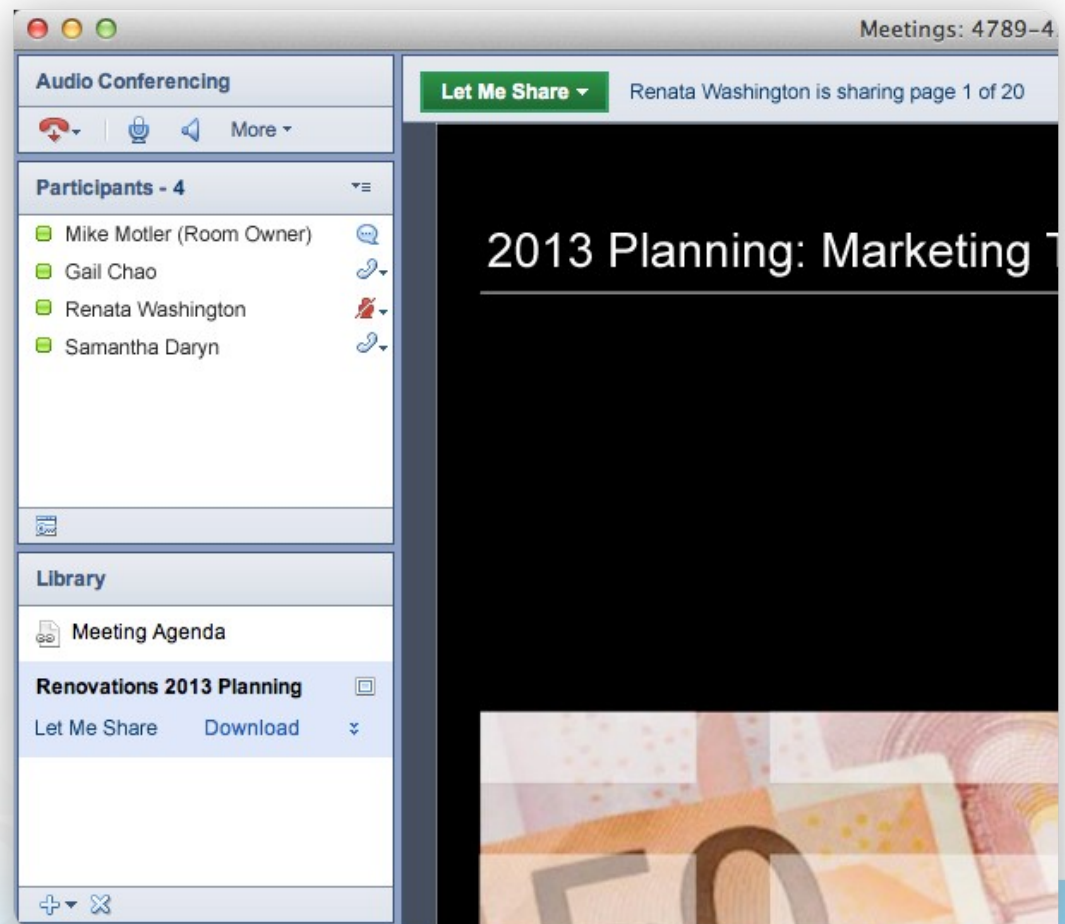 Meetings: 4789-4
Audio Conferencing
More
Let Me Share
Renata Washington is sharing page 1 of 20
Participants - 4
Mike Motler (Room Owner)
Gail Chao
Renata Washington
Samantha Daryn
2013 Planning: Marketing
Library
Meeting Agenda
Renovations 2013 Planning
Let Me Share Download
50